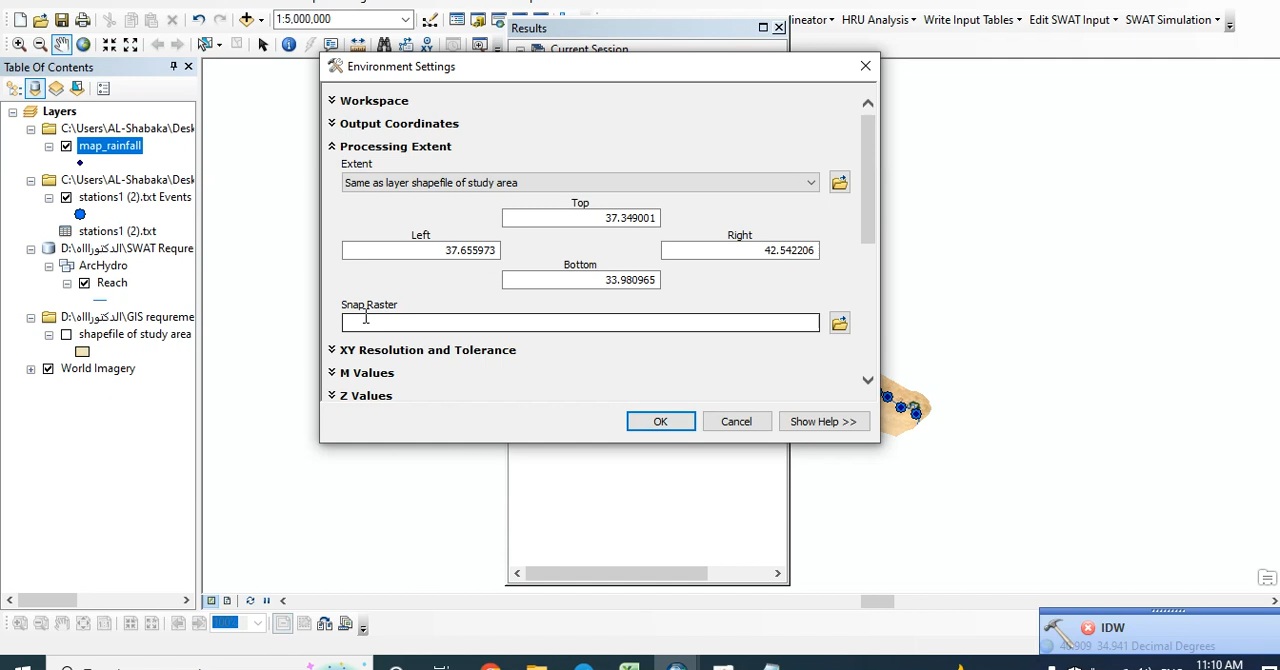 1:5,000,000
ineator HRU Analysis Write Input Tables Edit SWAT Input SWAT Simulation
Results
Current Session
Table Of Contents
Layers
C:\Users\AL-Shabaka\Desk
map_rainfall
C:\Users\AL-Shabaka\Desk
stations1 (2).txt Events
stations1 (2).txt
D:\الدكتوراااه\SWAT Require
ArcHydro
Reach
D:\الدكتوراااه\GIS requireme
shapefile of study area
World Imagery
Environment Settings
Workspace
Output Coordinates
Processing Extent
Extent
Same as layer shapefile of study area
Top
37.349001
Left
Right
37.655973
42.542206
Bottom
33.980965
Snap Raster
XY Resolution and Tolerance
M Values
Z Values
OK
Cancel
Show Help >>
IDW
34.941 Decimal Degrees
11:10 AM